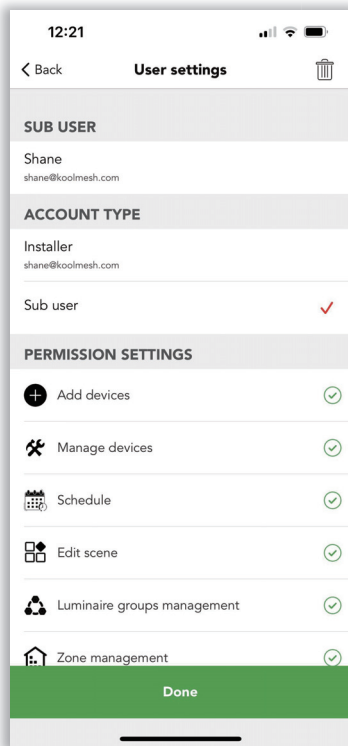 12:21
Back
User settings
SUB USER
Shane
shane@koolmesh.com
ACCOUNT TYPE
Installer
shane@koolmesh.com
Sub user
PERMISSION SETTINGS
Add devices
Manage devices
Schedule
Edit scene
Luminaire groups management
Zone management
Done